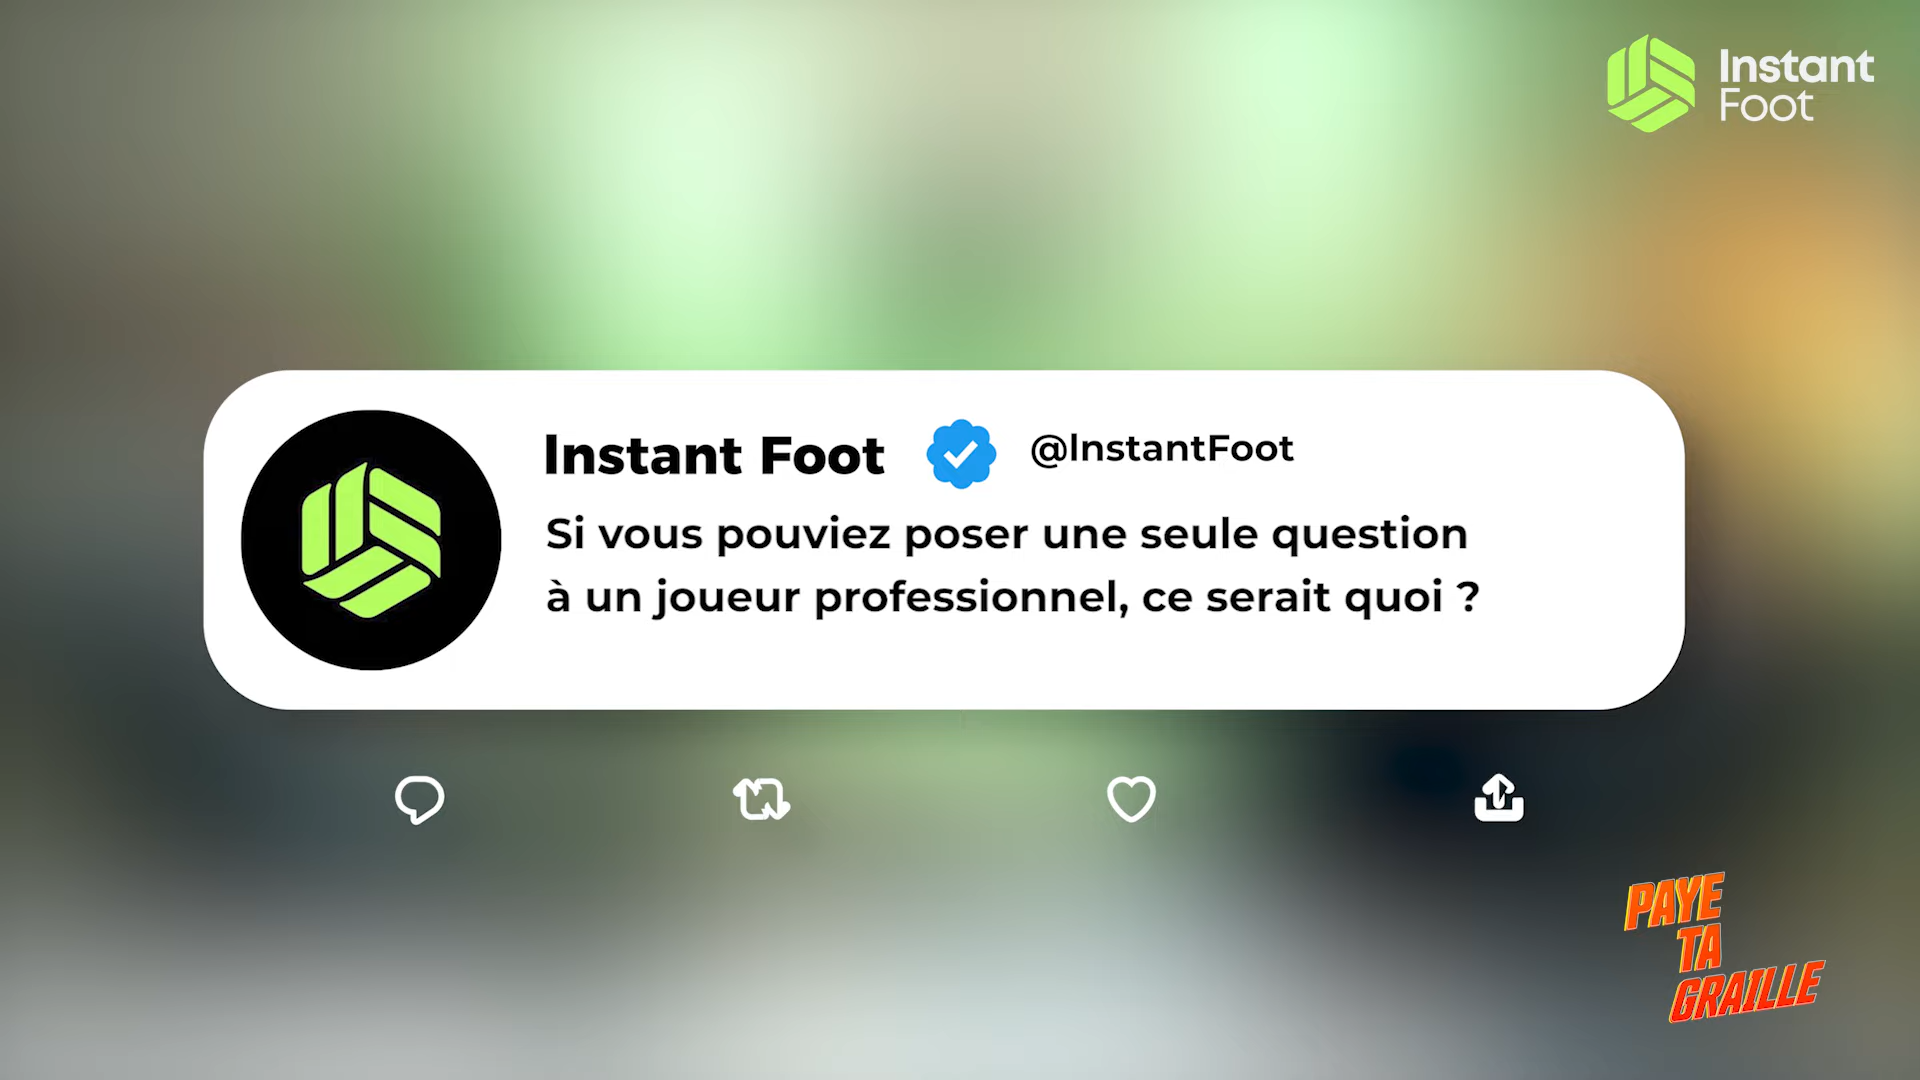 Instant
Foot
Instant Foot @InstantFoot
Si vous pouviez poser une seule question
à un joueur professionnel, ce serait quoi ?
PAYE
TA
GRAILLE